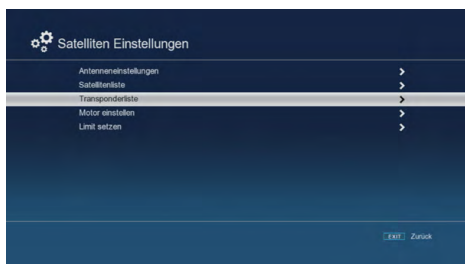 Satelliten Einstellungen
Antenneneinstellungen
Satellitenliste
Transponderliste
Motor einstellen
Limit setzen
EXIT Zurück